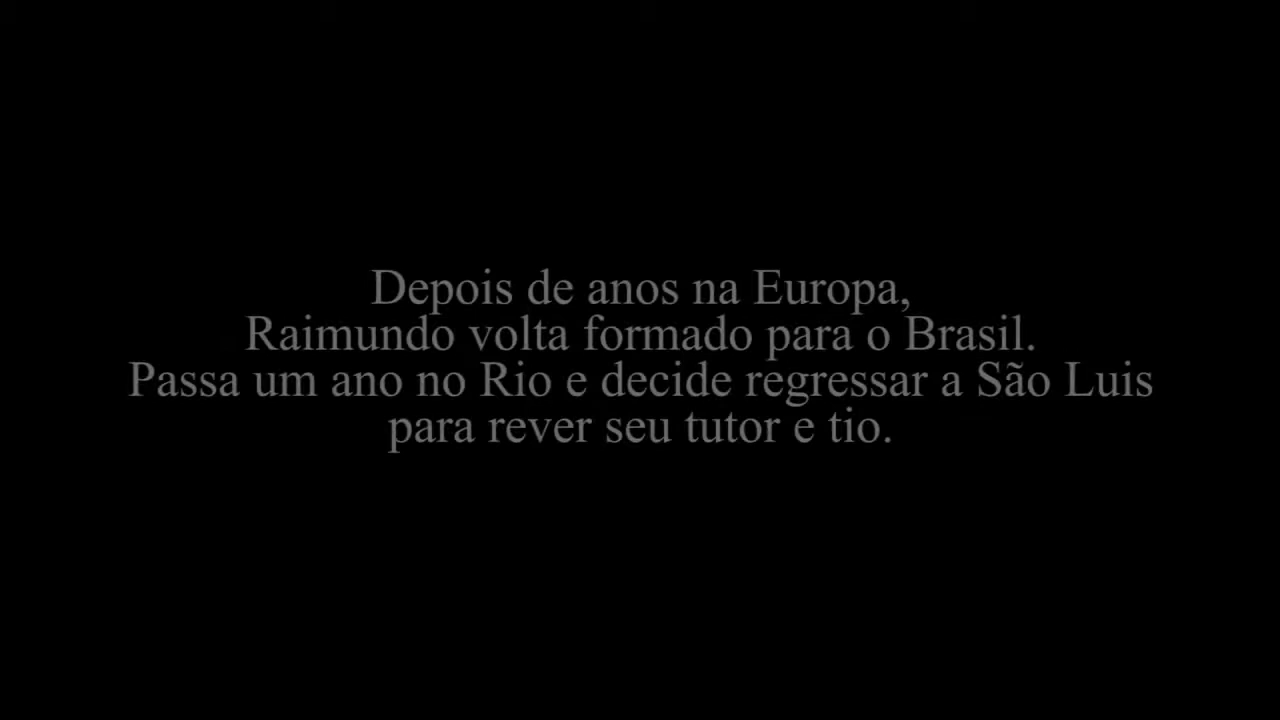 Depois de anos na Europa,
Raimundo volta formado para o Brasil.
Passa um ano no Rio e decide regressar a São Luis
para rever seu tutor e tio.